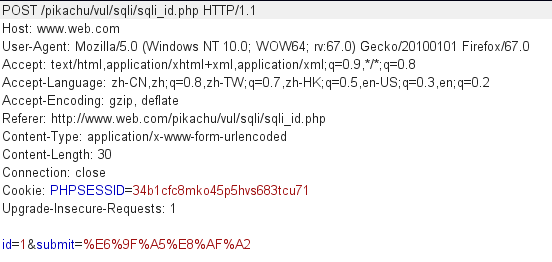 POST /pikachu/vul/sqli/sqli_id.php HTTP/1.1
Host: www.web.com
User-Agent: Mozilla/5.0 (Windows NT 10.0; WOW64; rv:67.0) Gecko/20100101 Firefox/67.0
Accept: text/html,application/xhtml+xml,application/xml;q=0.9,*/*;q=0.8
Accept-Language: zh-CN,zh;q=0.8,zh-TW;q=0.7,zh-HK;q=0.5,en-US;q=0.3,en;q=0.2
Accept-Encoding: gzip, deflate
Referer: http://www.web.com/pikachu/vul/sqli/sqli_id.php
Content-Type: application/x-www-form-urlencoded
Content-Length: 30
Connection: close
Cookie: PHPSESSID=34b1cfc8mko45p5hvs683tcu71
Upgrade-Insecure-Requests: 1
id=1&submit=%E6%9F%A5%E8%AF%A2